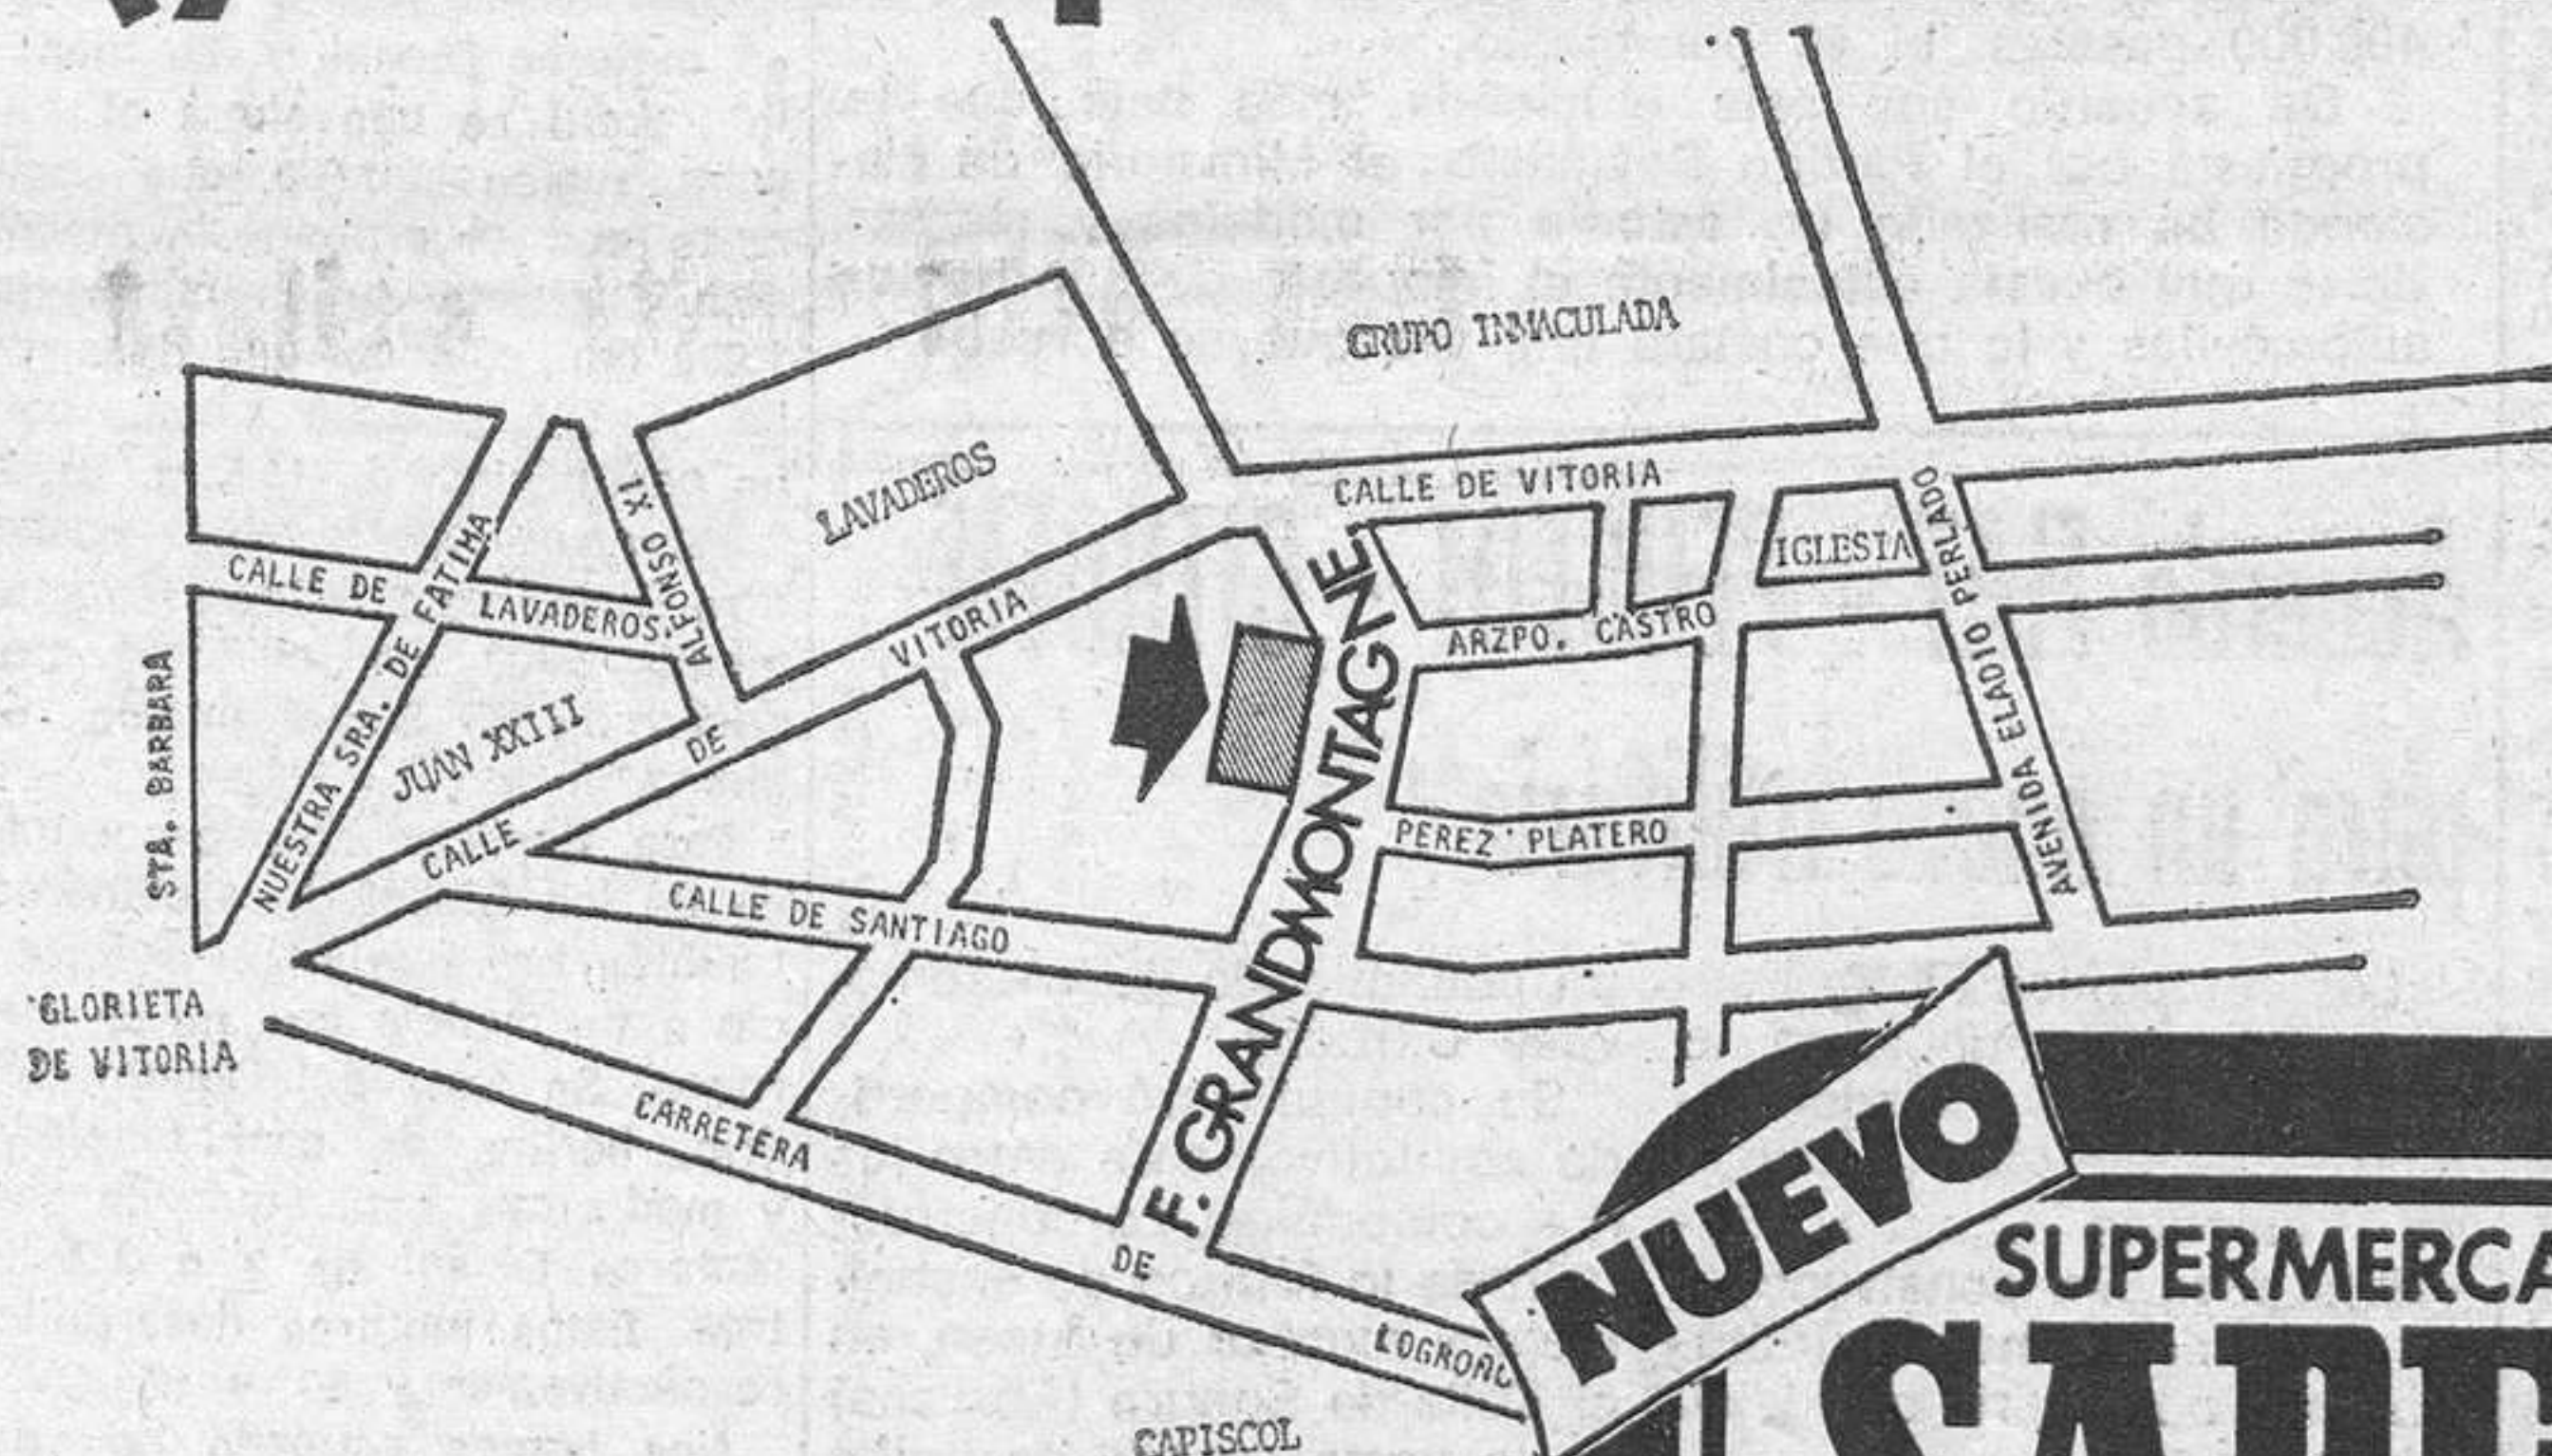 GRUPO INMACULADA
CALLE DE VITORIA
LAVADEROS
ALFONSO XI
IGLESIA
CALLE DE LAVADEROS
NUESTRA SRA. DE FATIMA
STA. BARBARA
JUAN XXIII
CALLE DE VITORIA
ARZPO. CASTRO
AVENIDA ELADIO PERLADO
F. GRANDMONTAGNE
PEREZ PLATERO
CALLE DE SANTIAGO
GLORIETA
DE VITORIA
CARRETERA DE LOGROÑO
CAPISCOL
NUEVO
SUPERMERCA